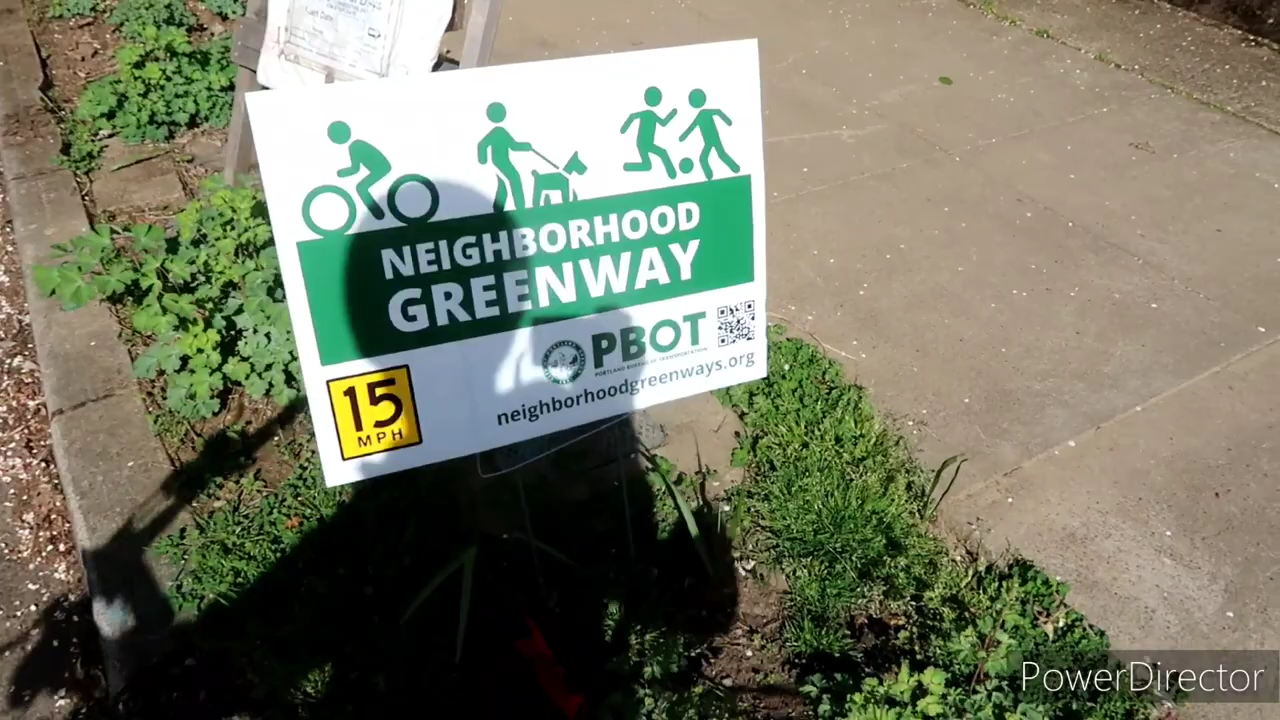 NEIGHBORHOOD
GREENWAY
PBOT
PORTLAND BUREAU OF TRANSPORTATION
neighborhoodgreenways.org
15
MPH
PowerDirector